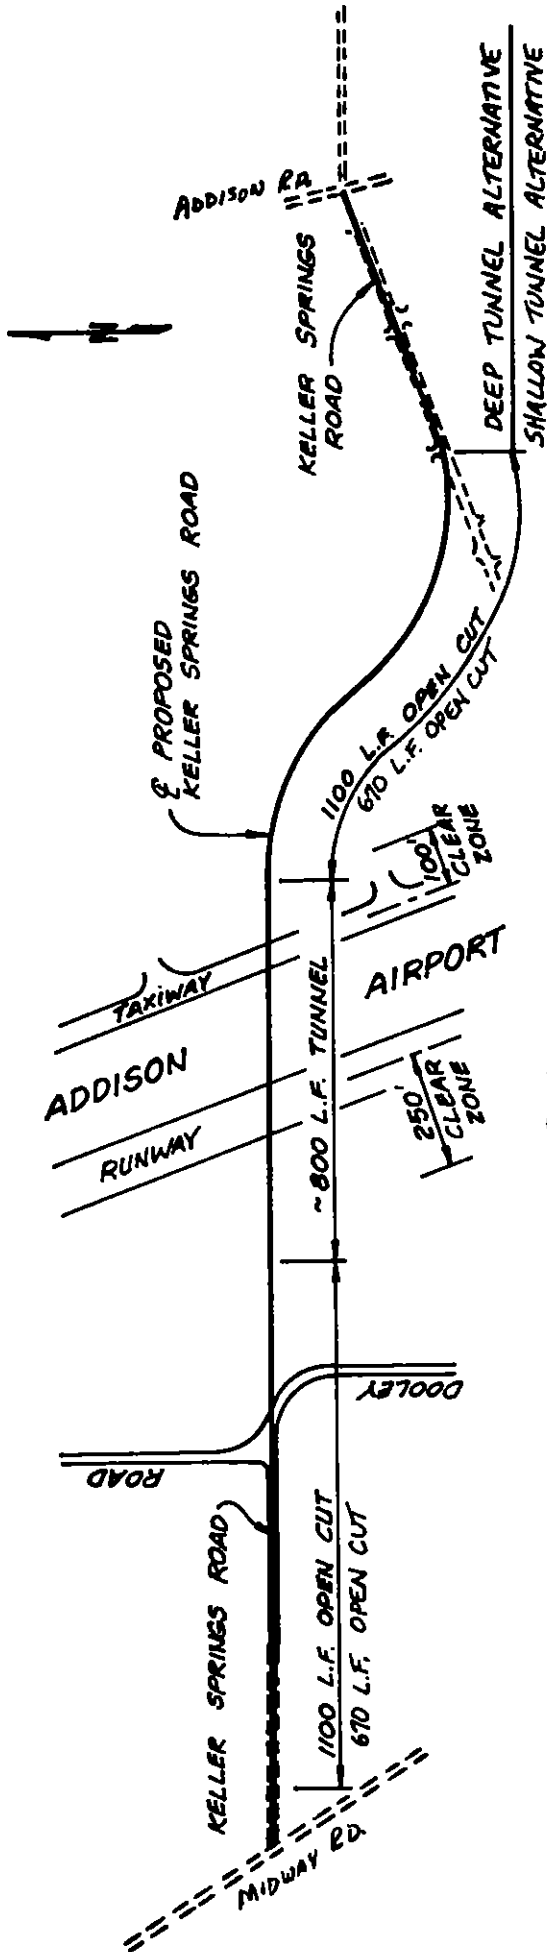 MIDWAY RD.
KELLER SPRINGS ROAD
1100 L.F. OPEN CUT
670 L.F. OPEN CUT
ROAD
DOOLEY
RUNWAY
ADDISON
TAXIWAY
~800 L.F. TUNNEL
250'
CLEAR
ZONE
AIRPORT
100'
CLEAR
ZONE
℄ PROPOSED
KELLER SPRINGS ROAD
1100 L.F. OPEN CUT
670 L.F. OPEN CUT
N
KELLER SPRINGS
ROAD
ADDISON RD.
DEEP TUNNEL ALTERNATIVE
SHALLOW TUNNEL ALTERNATIVE